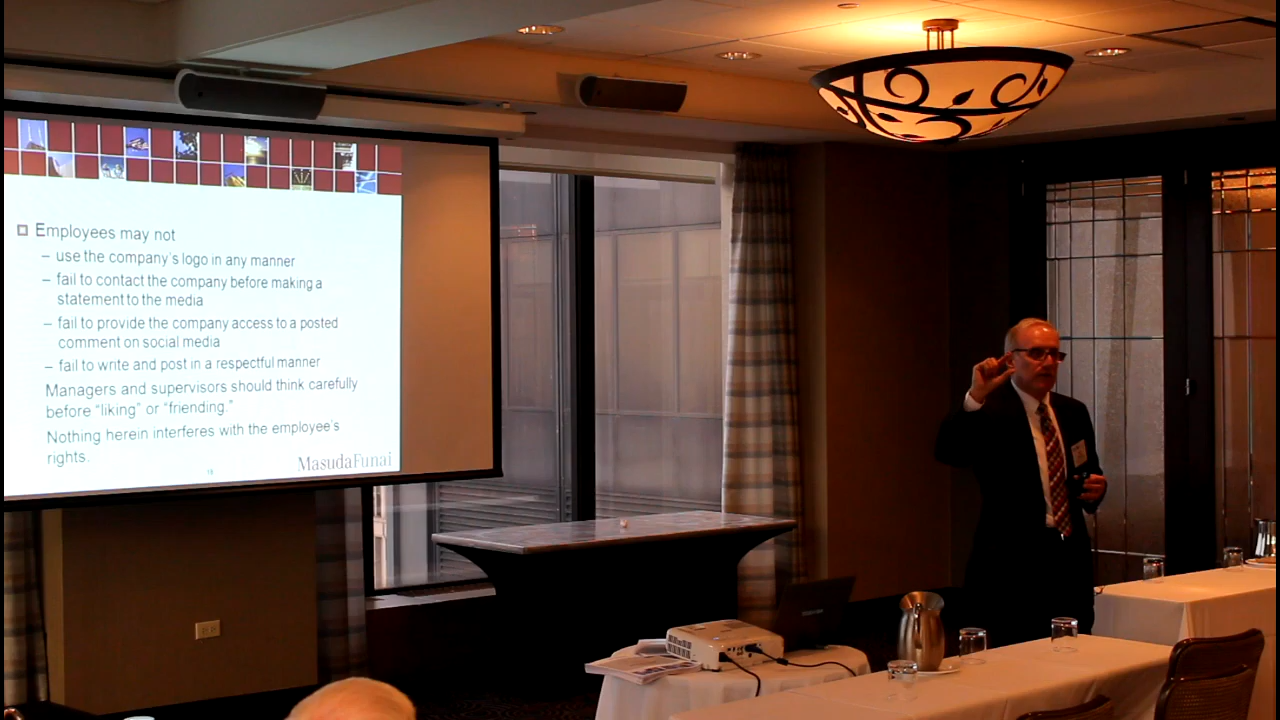 Employees may not
– use the company's logo in any manner
– fail to contact the company before making a
statement to the media
– fail to provide the company access to a posted
comment on social media
– fail to write and post in a respectful manner
Managers and supervisors should think carefully
before "liking" or "friending."
Nothing herein interferes with the employee's
rights.
MasudaFunai